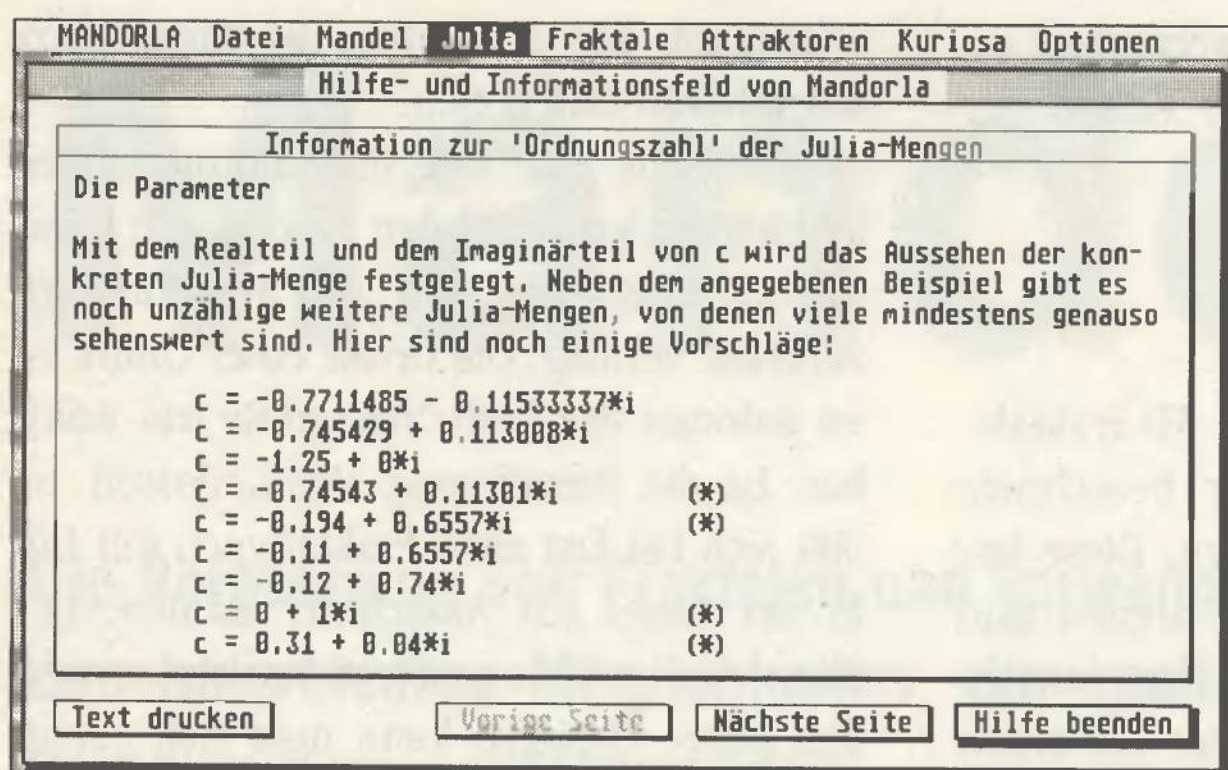 MANDORLA Datei Mandel Julia Fraktale Attraktoren Kuriosa Optionen
Hilfe- und Informationsfeld von Mandorla
Information zur 'Ordnungszahl' der Julia-Mengen
Die Parameter
Mit dem Realteil und dem Imaginärteil von c wird das Aussehen der kon-
kreten Julia-Menge festgelegt. Neben dem angegebenen Beispiel gibt es
noch unzählige weitere Julia-Mengen, von denen viele mindestens genauso
sehenswert sind. Hier sind noch einige Vorschläge:
c = -0.7711485 - 0.11533337*i
c = -0.745429 + 0.113008*i
c = -1.25 + 0*i
c = -0.74543 + 0.11301*i (*)
c = -0.194 + 0.6557*i (*)
c = -0.11 + 0.6557*i
c = -0.12 + 0.74*i
c = 0 + 1*i (*)
c = 0.31 + 0.04*i (*)
Text drucken Vorige Seite Nächste Seite Hilfe beenden